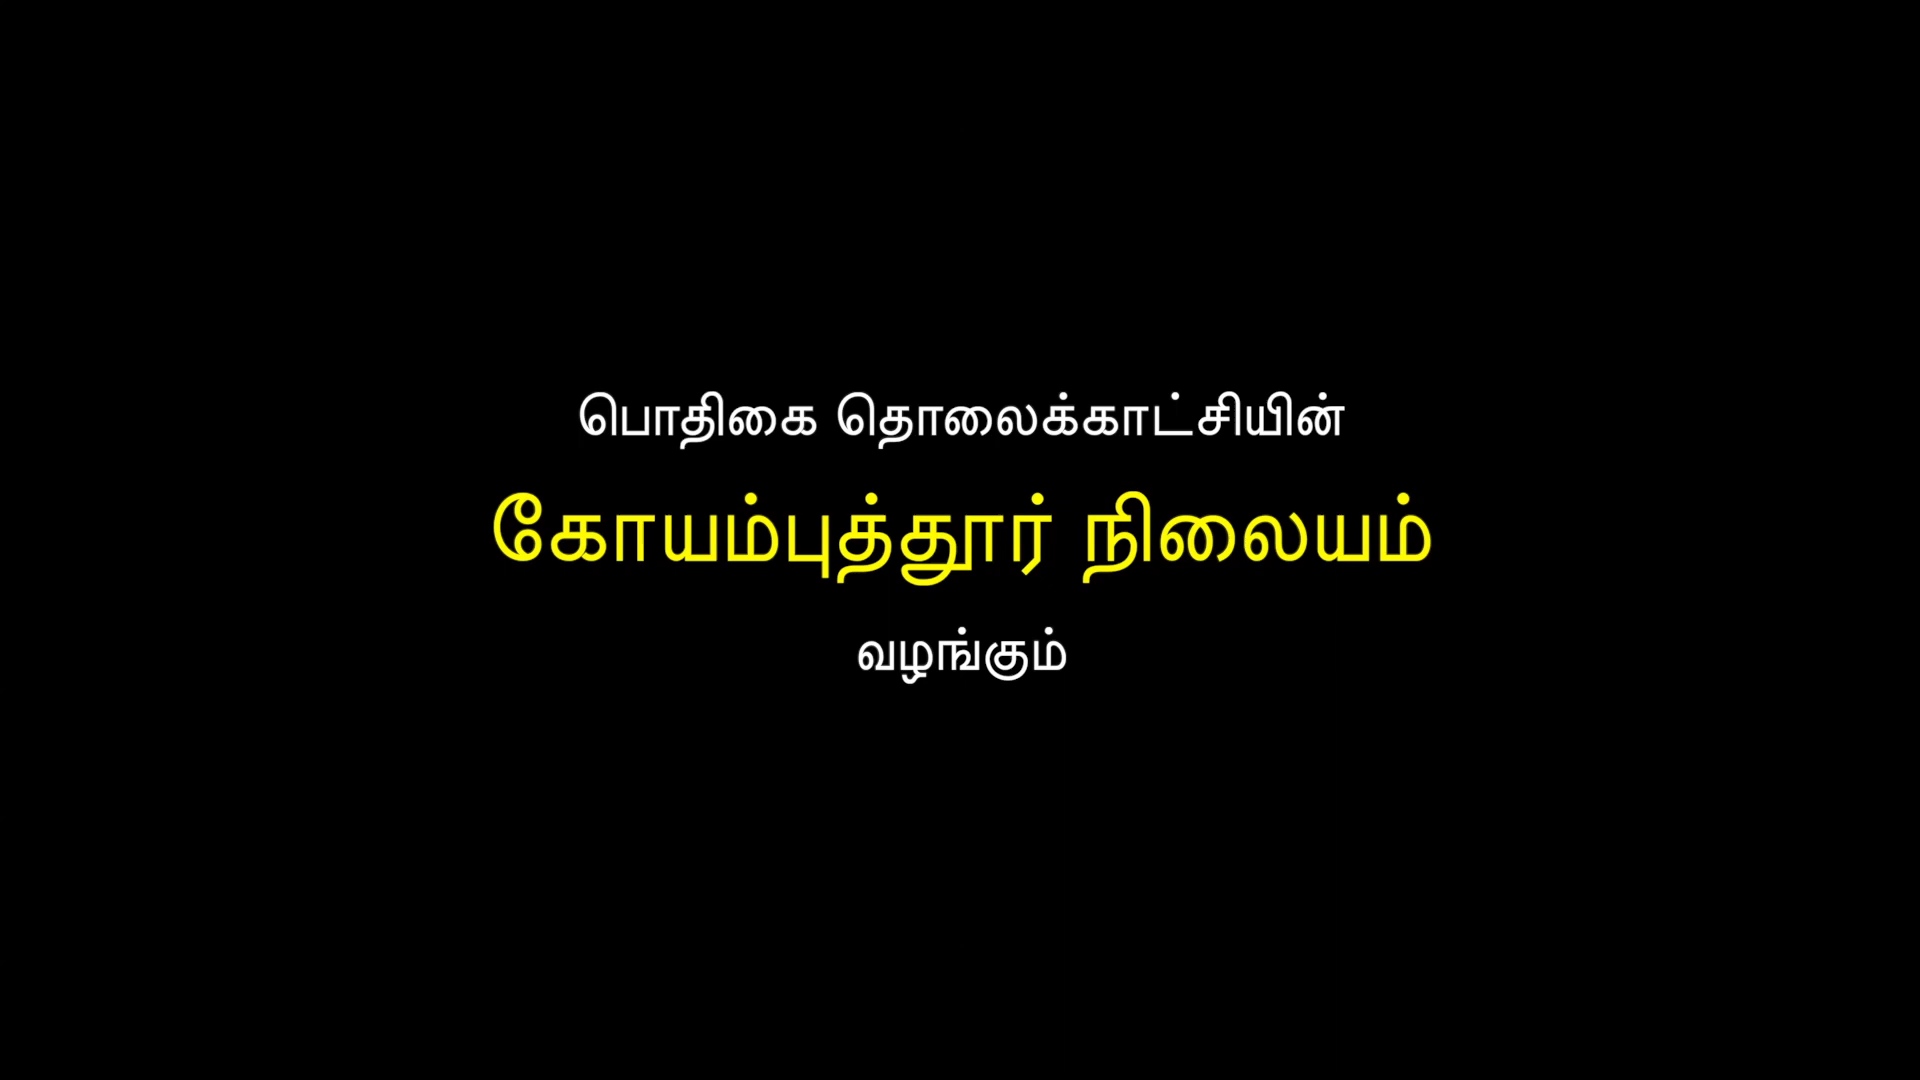 பொதிகை தொலைக்காட்சியின்
கோயம்புத்தூர் நிலையம்
வழங்கும்